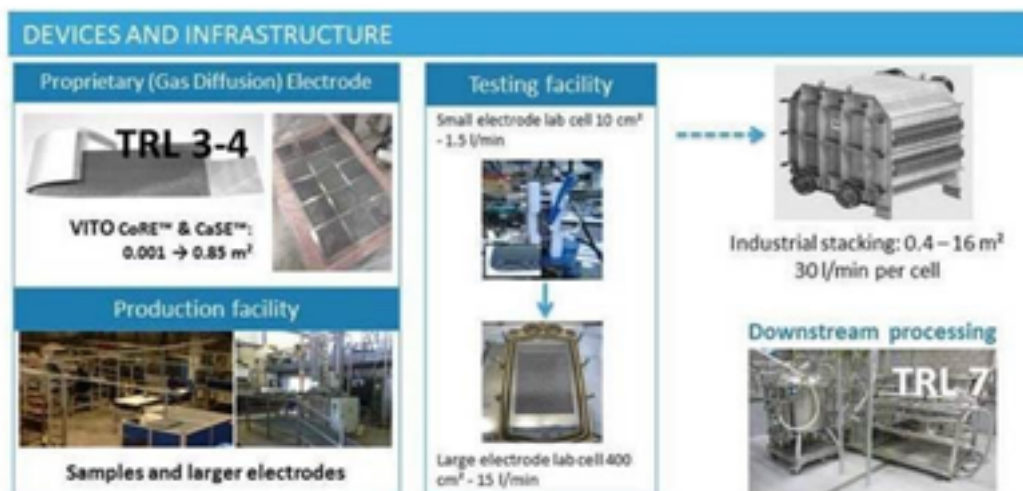 DEVICES AND INFRASTRUCTURE
Proprietary (Gas Diffusion) Electrode
TRL 3-4
VITO CoRE™ & CaSE™:
0.001 → 0.85 m²
Production facility
Samples and larger electrodes
Testing facility
Small electrode lab cell 10 cm²
- 1.5 l/min
Large electrode lab cell 400
cm² - 15 l/min
Industrial stacking: 0.4 – 16 m²
30 l/min per cell
Downstream processing
TRL 7